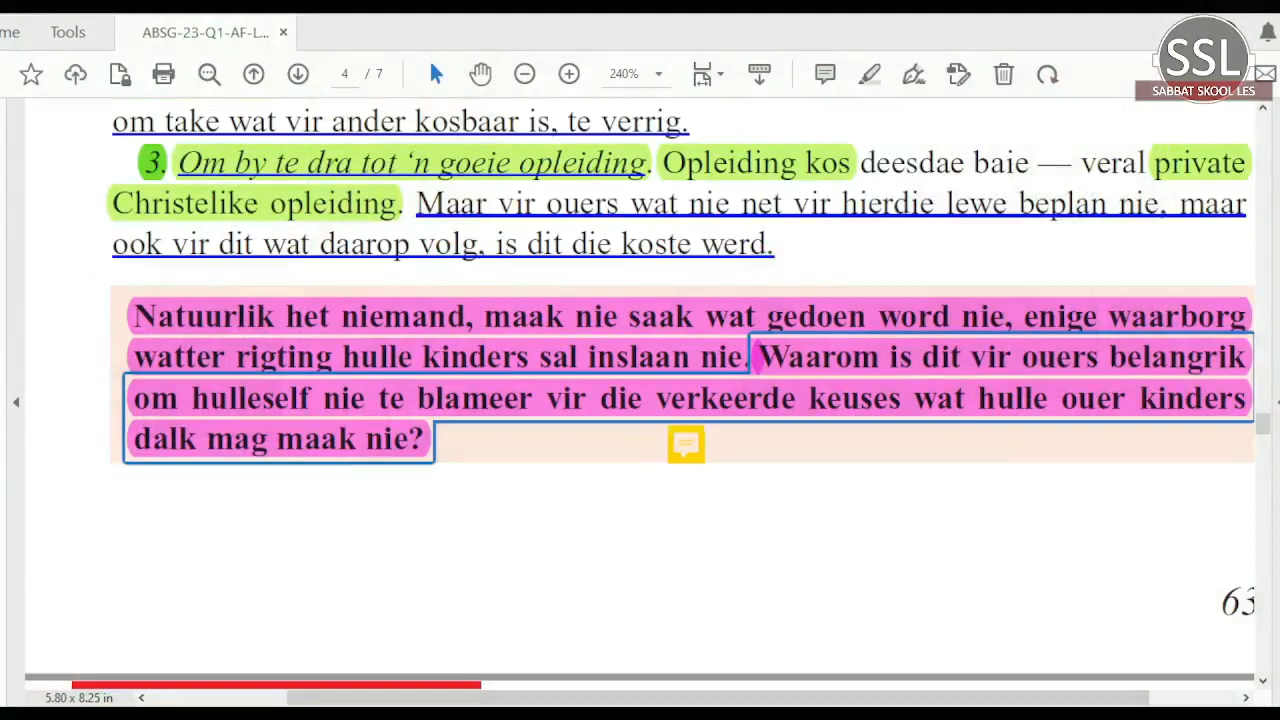 me Tools ABSG-23-Q1-AF-L... ×
SSL
SABBAT SKOOL LES
4 / 7 240%
om take wat vir ander kosbaar is, te verrig.
3. Om by te dra tot ‘n goeie opleiding. Opleiding kos deesdae baie — veral private
Christelike opleiding. Maar vir ouers wat nie net vir hierdie lewe beplan nie, maar
ook vir dit wat daarop volg, is dit die koste werd.
Natuurlik het niemand, maak nie saak wat gedoen word nie, enige waarborg
watter rigting hulle kinders sal inslaan nie. Waarom is dit vir ouers belangrik
om hulleself nie te blameer vir die verkeerde keuses wat hulle ouer kinders
dalk mag maak nie?
63
5.80 x 8.25 in